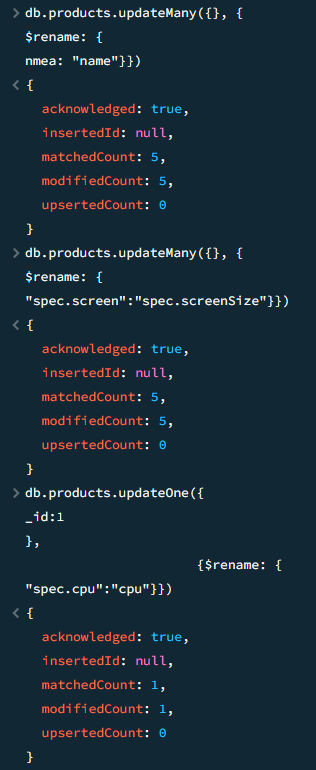 > db.products.updateMany({}, {
$rename: {
nmea: "name"}})
< {
acknowledged: true,
insertedId: null,
matchedCount: 5,
modifiedCount: 5,
upsertedCount: 0
}
> db.products.updateMany({}, {
$rename: {
"spec.screen":"spec.screenSize"}})
< {
acknowledged: true,
insertedId: null,
matchedCount: 5,
modifiedCount: 5,
upsertedCount: 0
}
> db.products.updateOne({
_id:1
},
{$rename: {
"spec.cpu":"cpu"}})
< {
acknowledged: true,
insertedId: null,
matchedCount: 1,
modifiedCount: 1,
upsertedCount: 0
}